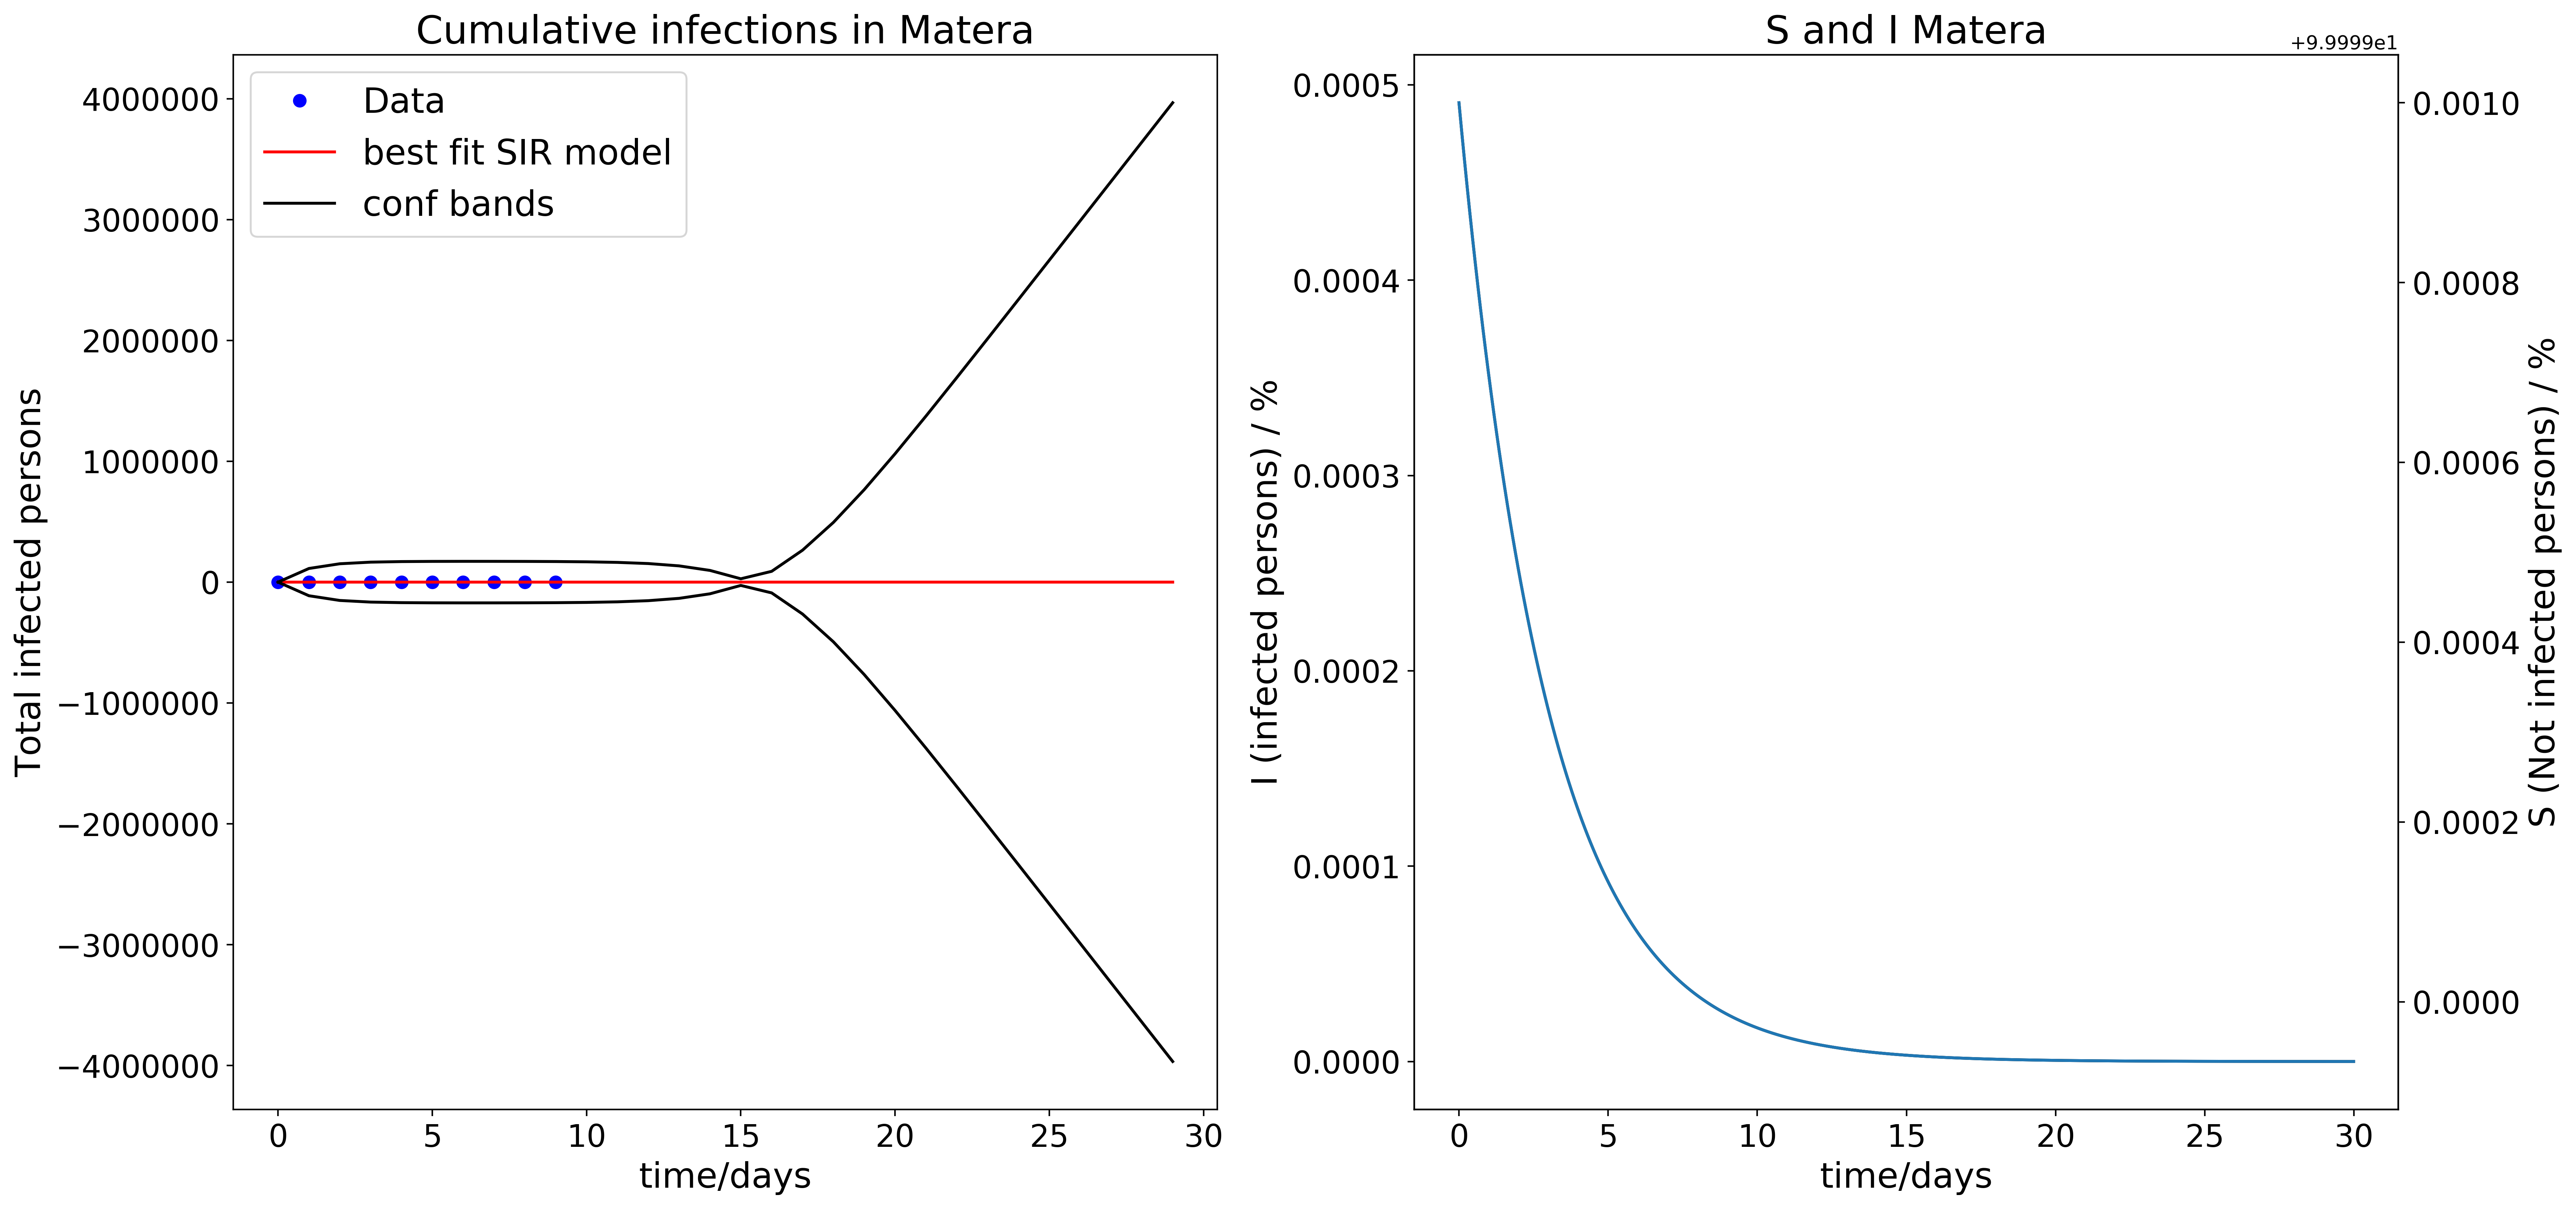 Cumulative infections in Matera
4000000
3000000
2000000
1000000
0
−1000000
−2000000
−3000000
−4000000
Total infected persons
Data
best fit SIR model
conf bands
0 5 10 15 20 25 30
time/days
S and I Matera
+9.9999e1
0.0005
0.0004
0.0003
0.0002
0.0001
0.0000
I (infected persons) / %
0.0010
0.0008
0.0006
0.0004
0.0002
0.0000
S (Not infected persons) / %
0 5 10 15 20 25 30
time/days